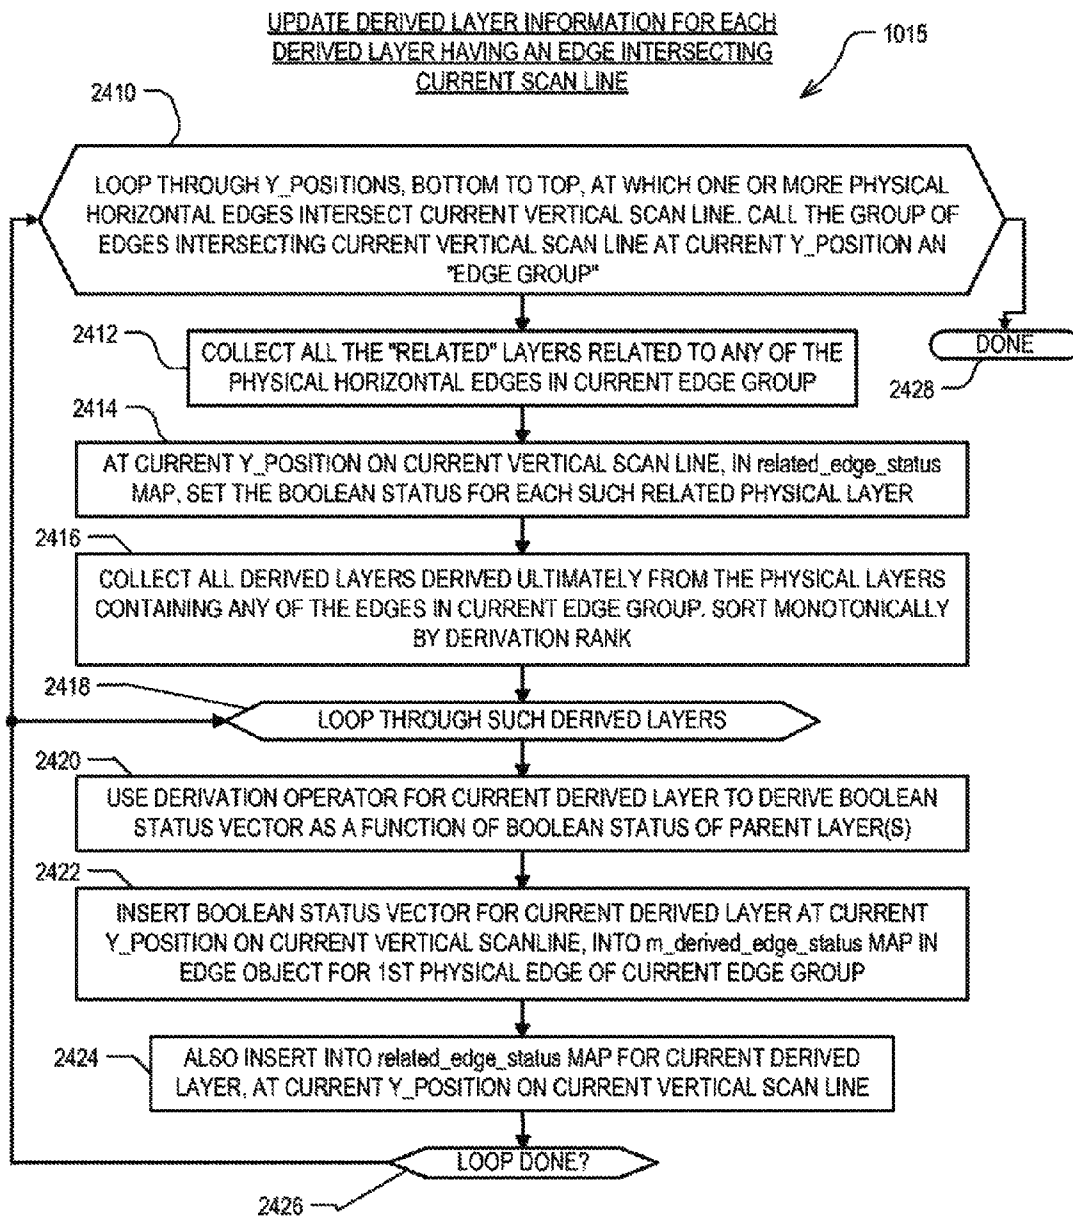 UPDATE DERIVED LAYER INFORMATION FOR EACH
DERIVED LAYER HAVING AN EDGE INTERSECTING
CURRENT SCAN LINE
1015
2410
LOOP THROUGH Y_POSITIONS, BOTTOM TO TOP, AT WHICH ONE OR MORE PHYSICAL
HORIZONTAL EDGES INTERSECT CURRENT VERTICAL SCAN LINE. CALL THE GROUP OF
EDGES INTERSECTING CURRENT VERTICAL SCAN LINE AT CURRENT Y_POSITION AN
"EDGE GROUP"
2412
COLLECT ALL THE "RELATED" LAYERS RELATED TO ANY OF THE
PHYSICAL HORIZONTAL EDGES IN CURRENT EDGE GROUP
DONE
2428
2414
AT CURRENT Y_POSITION ON CURRENT VERTICAL SCAN LINE, IN related_edge_status
MAP, SET THE BOOLEAN STATUS FOR EACH SUCH RELATED PHYSICAL LAYER
2416
COLLECT ALL DERIVED LAYERS DERIVED ULTIMATELY FROM THE PHYSICAL LAYERS
CONTAINING ANY OF THE EDGES IN CURRENT EDGE GROUP. SORT MONOTONICALLY
BY DERIVATION RANK
2418
LOOP THROUGH SUCH DERIVED LAYERS
2420
USE DERIVATION OPERATOR FOR CURRENT DERIVED LAYER TO DERIVE BOOLEAN
STATUS VECTOR AS A FUNCTION OF BOOLEAN STATUS OF PARENT LAYER(S)
2422
INSERT BOOLEAN STATUS VECTOR FOR CURRENT DERIVED LAYER AT CURRENT
Y_POSITION ON CURRENT VERTICAL SCANLINE, INTO m_derived_edge_status MAP IN
EDGE OBJECT FOR 1ST PHYSICAL EDGE OF CURRENT EDGE GROUP
2424
ALSO INSERT INTO related_edge_status MAP FOR CURRENT DERIVED
LAYER, AT CURRENT Y_POSITION ON CURRENT VERTICAL SCAN LINE
LOOP DONE?
2426